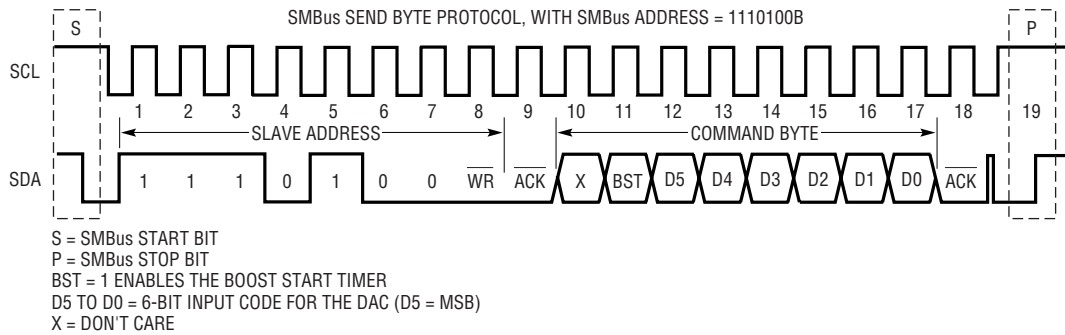 SMBus SEND BYTE PROTOCOL, WITH SMBus ADDRESS = 1110100B
S P
SCL
1 2 3 4 5 6 7 8 9 10 11 12 13 14 15 16 17 18 19
SLAVE ADDRESS COMMAND BYTE
SDA 1 1 1 0 1 0 0 WR ACK X BST D5 D4 D3 D2 D1 D0 ACK
S = SMBus START BIT
P = SMBus STOP BIT
BST = 1 ENABLES THE BOOST START TIMER
D5 TO D0 = 6-BIT INPUT CODE FOR THE DAC (D5 = MSB)
X = DON'T CARE